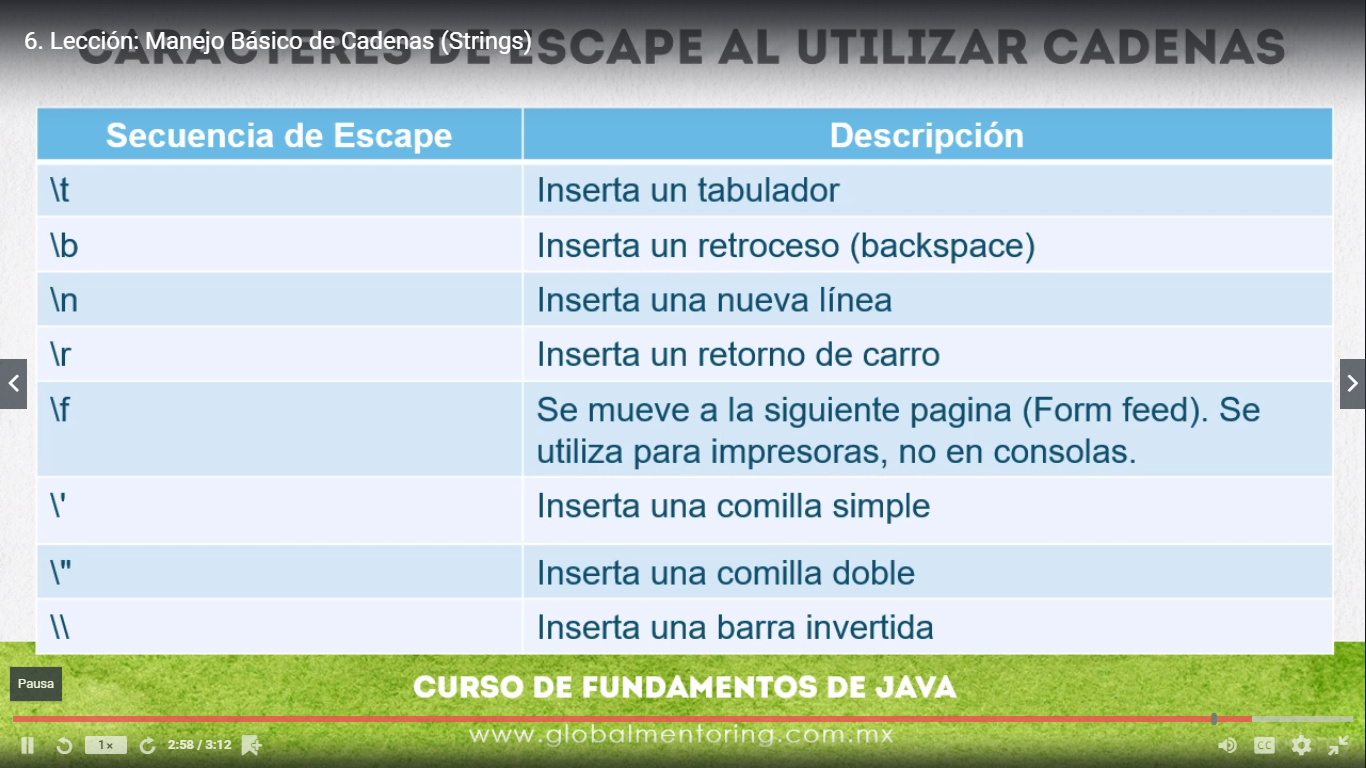 6. Lección: Manejo Básico de Cadenas (Strings)
CARACTERES DE ESCAPE AL UTILIZAR CADENAS
Secuencia de Escape Descripción
\t Inserta un tabulador
\b Inserta un retroceso (backspace)
\n Inserta una nueva línea
\r Inserta un retorno de carro
\f Se mueve a la siguiente pagina (Form feed). Se
utiliza para impresoras, no en consolas.
\' Inserta una comilla simple
\" Inserta una comilla doble
\\ Inserta una barra invertida
Pausa
CURSO DE FUNDAMENTOS DE JAVA
www.globalmentoring.com.mx
1x 2:58 / 3:12 CC